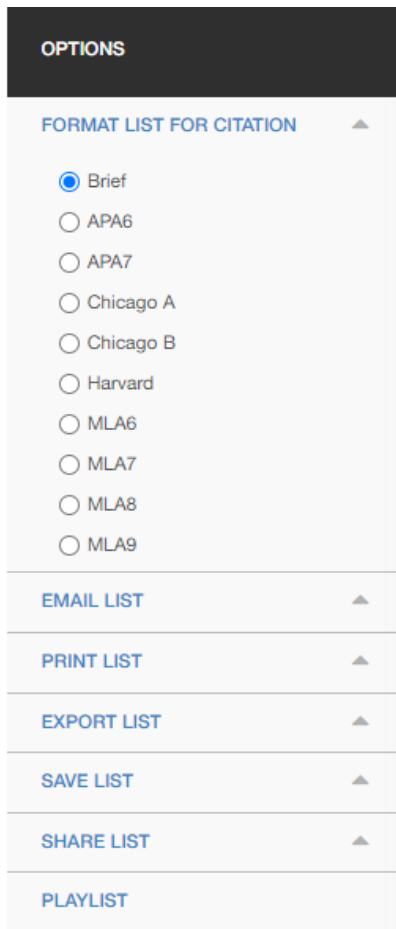 OPTIONS
FORMAT LIST FOR CITATION
Brief
APA6
APA7
Chicago A
Chicago B
Harvard
MLA6
MLA7
MLA8
MLA9
EMAIL LIST
PRINT LIST
EXPORT LIST
SAVE LIST
SHARE LIST
PLAYLIST